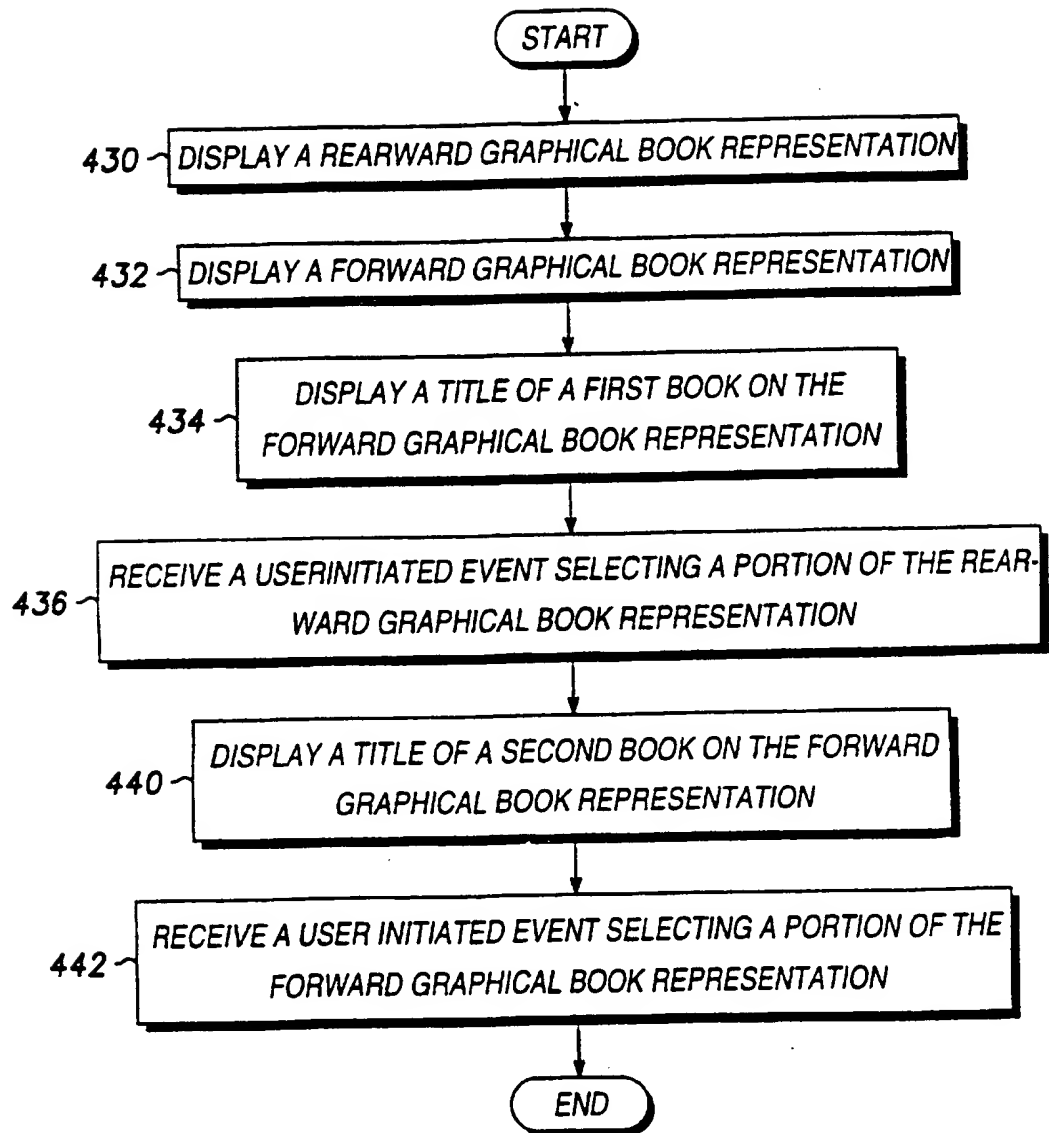 START
430 DISPLAY A REARWARD GRAPHICAL BOOK REPRESENTATION
432 DISPLAY A FORWARD GRAPHICAL BOOK REPRESENTATION
DISPLAY A TITLE OF A FIRST BOOK ON THE
434
FORWARD GRAPHICAL BOOK REPRESENTATION
RECEIVE A USERINITIATED EVENT SELECTING A PORTION OF THE REAR-
436
WARD GRAPHICAL BOOK REPRESENTATION
DISPLAY A TITLE OF A SECOND BOOK ON THE FORWARD
440
GRAPHICAL BOOK REPRESENTATION
RECEIVE A USER INITIATED EVENT SELECTING A PORTION OF THE
442
FORWARD GRAPHICAL BOOK REPRESENTATION
END